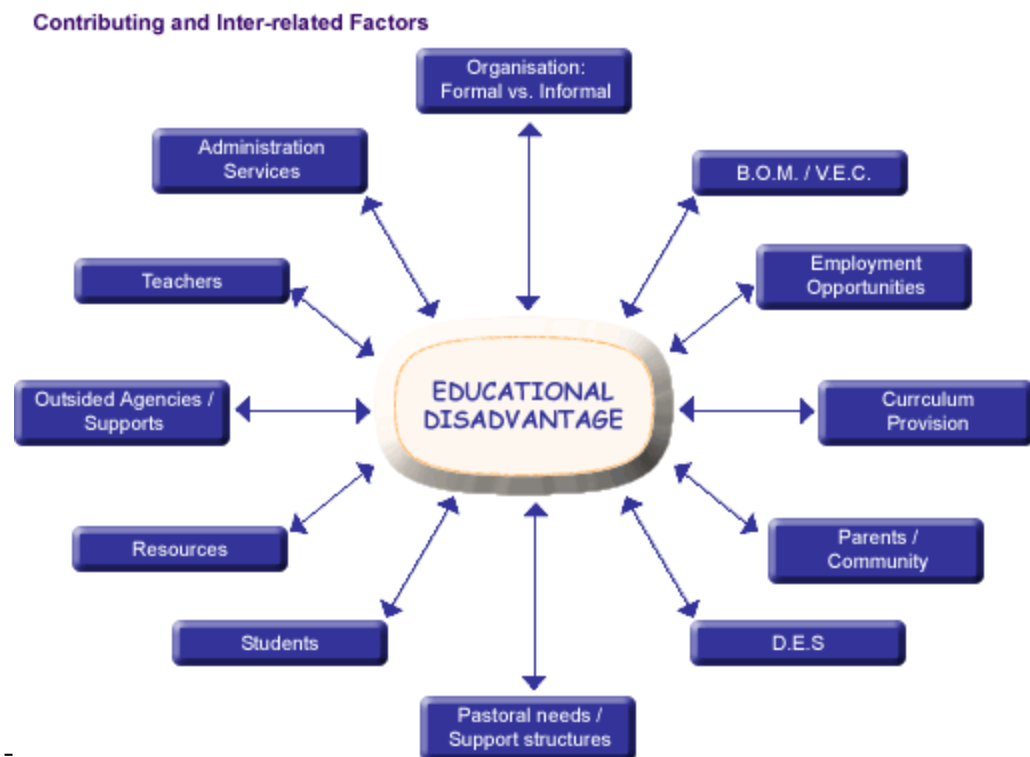 Contributing and Inter-related Factors
Organisation:
Formal vs. Informal
Administration
Services
B.O.M. / V.E.C.
Employment
Opportunities
Teachers
EDUCATIONAL
DISADVANTAGE
Outsided Agencies /
Supports
Currculum
Provision
Resources
Parents /
Community
Students
D.E.S
Pastoral needs /
Support structures
-